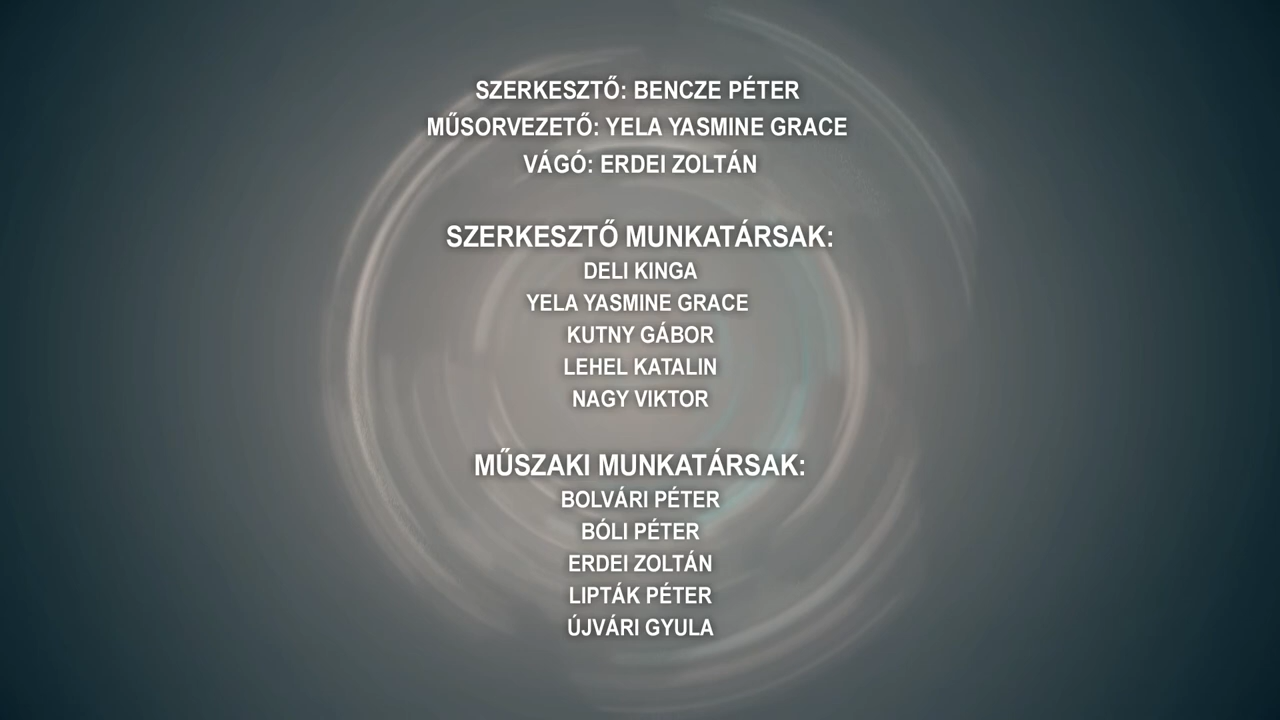 SZERKESZTŐ: BENCZE PÉTER
MŰSORVEZETŐ: YELA YASMINE GRACE
VÁGÓ: ERDEI ZOLTÁN
SZERKESZTŐ MUNKATÁRSAK:
DELI KINGA
YELA YASMINE GRACE
KUTNY GÁBOR
LEHEL KATALIN
NAGY VIKTOR
MŰSZAKI MUNKATÁRSAK:
BOLVÁRI PÉTER
BÓLI PÉTER
ERDEI ZOLTÁN
LIPTÁK PÉTER
ÚJVÁRI GYULA